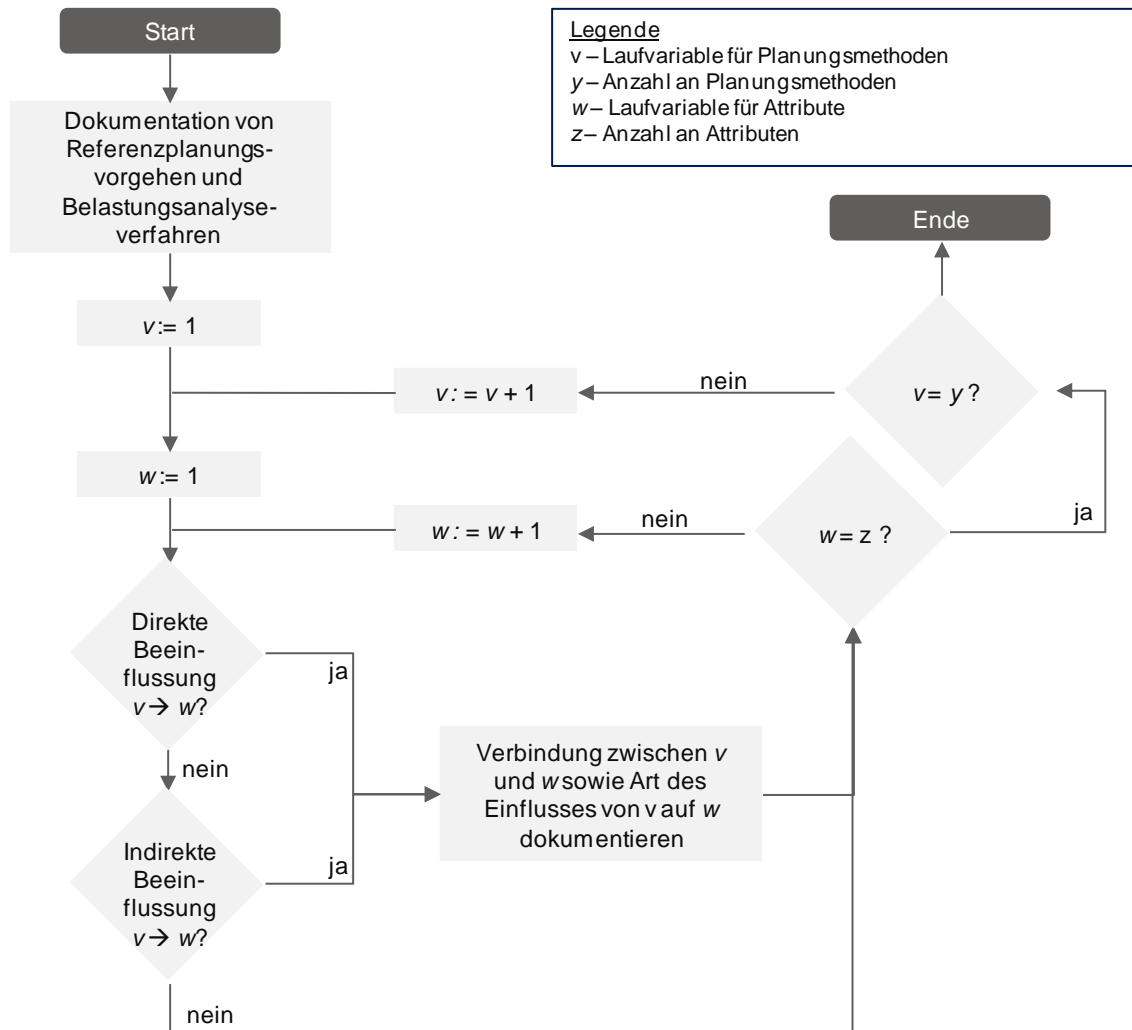 Start
Legende
v – Laufvariable für Planungsmethoden
y – Anzahl an Planungsmethoden
w – Laufvariable für Attribute
z – Anzahl an Attributen
Dokumentation von
Referenzplanungs-
vorgehen und
Belastungsanalyse-
verfahren
Ende
v := 1
v := v + 1
nein
v = y ?
w := 1
w := w + 1
nein
w = z ?
ja
Direkte
Beein-
flussung
v → w?
ja
nein
Verbindung zwischen v
und w sowie Art des
Einflusses von v auf w
dokumentieren
Indirekte
Beein-
flussung
v → w?
ja
nein